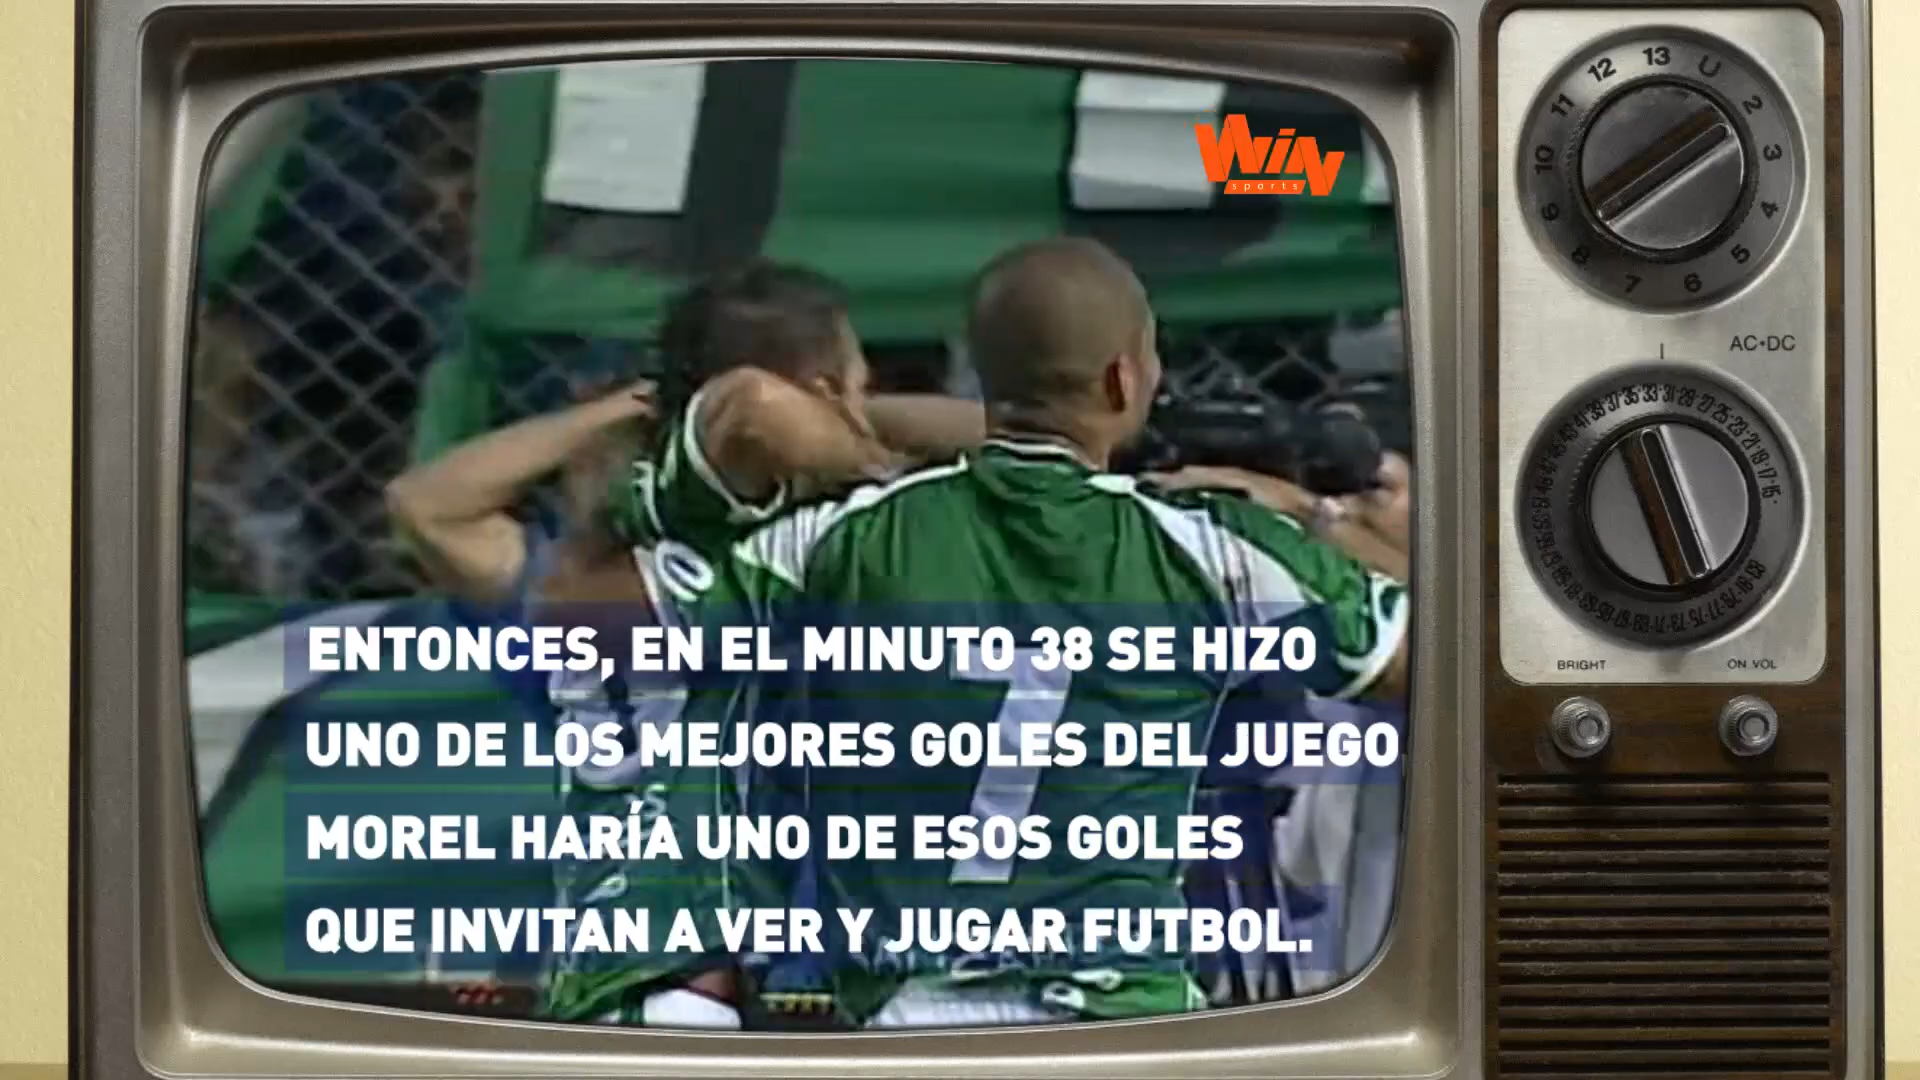 WIN
sports
ENTONCES, EN EL MINUTO 38 SE HIZO
UNO DE LOS MEJORES GOLES DEL JUEGO
MOREL HARÍA UNO DE ESOS GOLES
QUE INVITAN A VER Y JUGAR FUTBOL.
7
12 13 U 2 3 4 5 6 7 8 9 10 11
AC•DC
BRIGHT
ON VOL